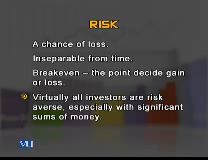 RISK
A chance of loss.
Inseparable from time.
Breakeven – the point decide gain
or loss.
Virtually all investors are risk
averse, especially with significant
sums of money.
VU